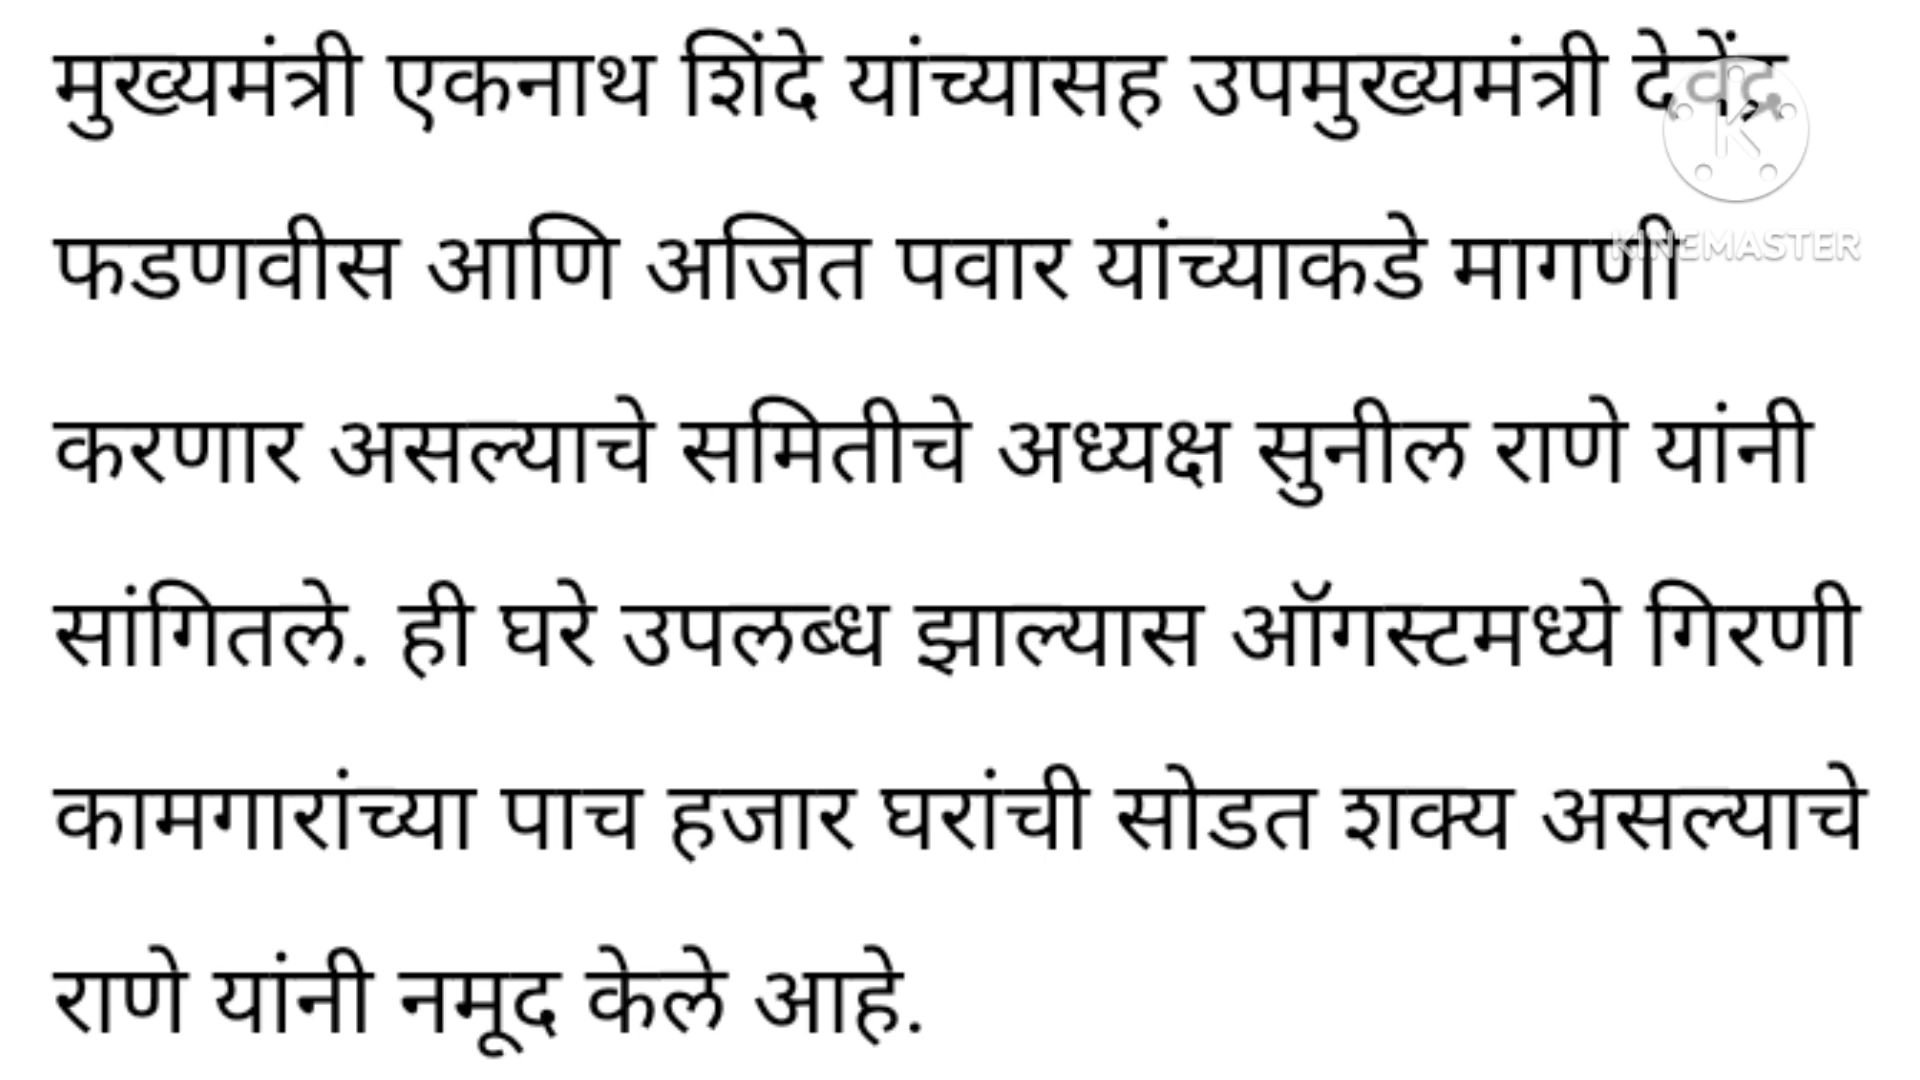 मुख्यमंत्री एकनाथ शिंदे यांच्यासह उपमुख्यमंत्री देवेंद्र
फडणवीस आणि अजित पवार यांच्याकडे मागणी
KINEMASTER
करणार असल्याचे समितीचे अध्यक्ष सुनील राणे यांनी
सांगितले. ही घरे उपलब्ध झाल्यास ऑगस्टमध्ये गिरणी
कामगारांच्या पाच हजार घरांची सोडत शक्य असल्याचे
राणे यांनी नमूद केले आहे.